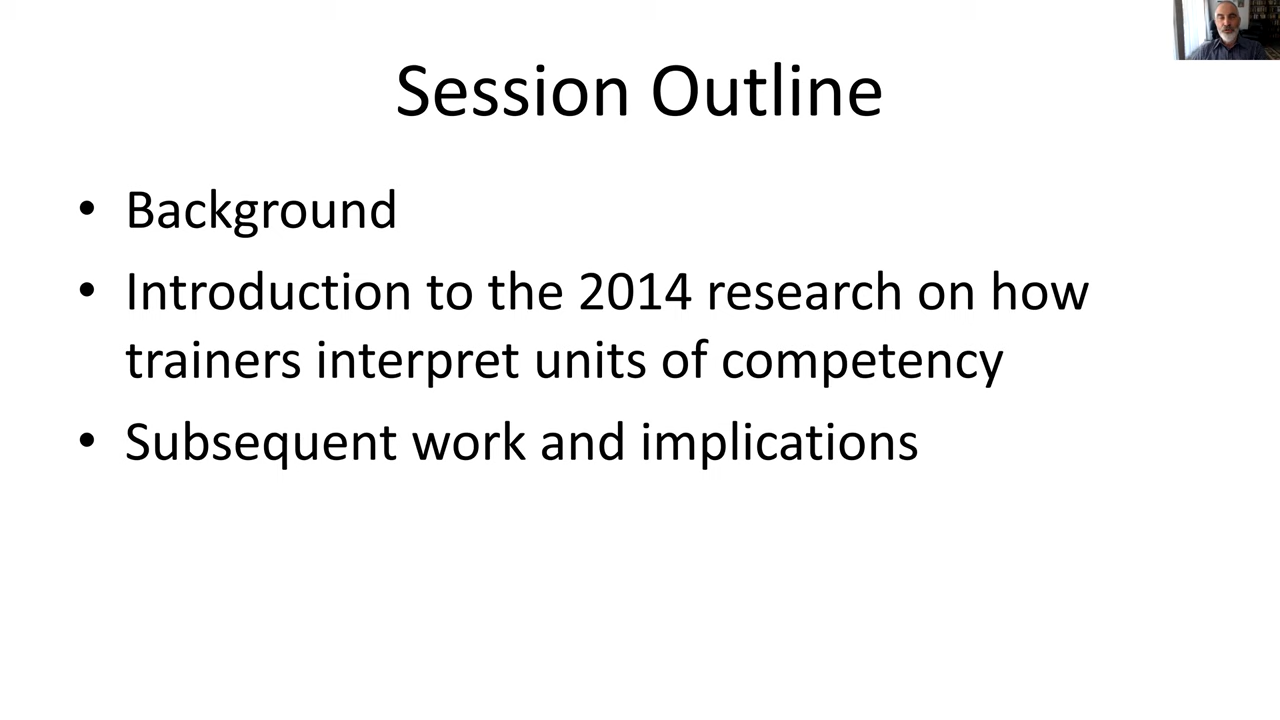 Session Outline
• Background
• Introduction to the 2014 research on how
trainers interpret units of competency
• Subsequent work and implications